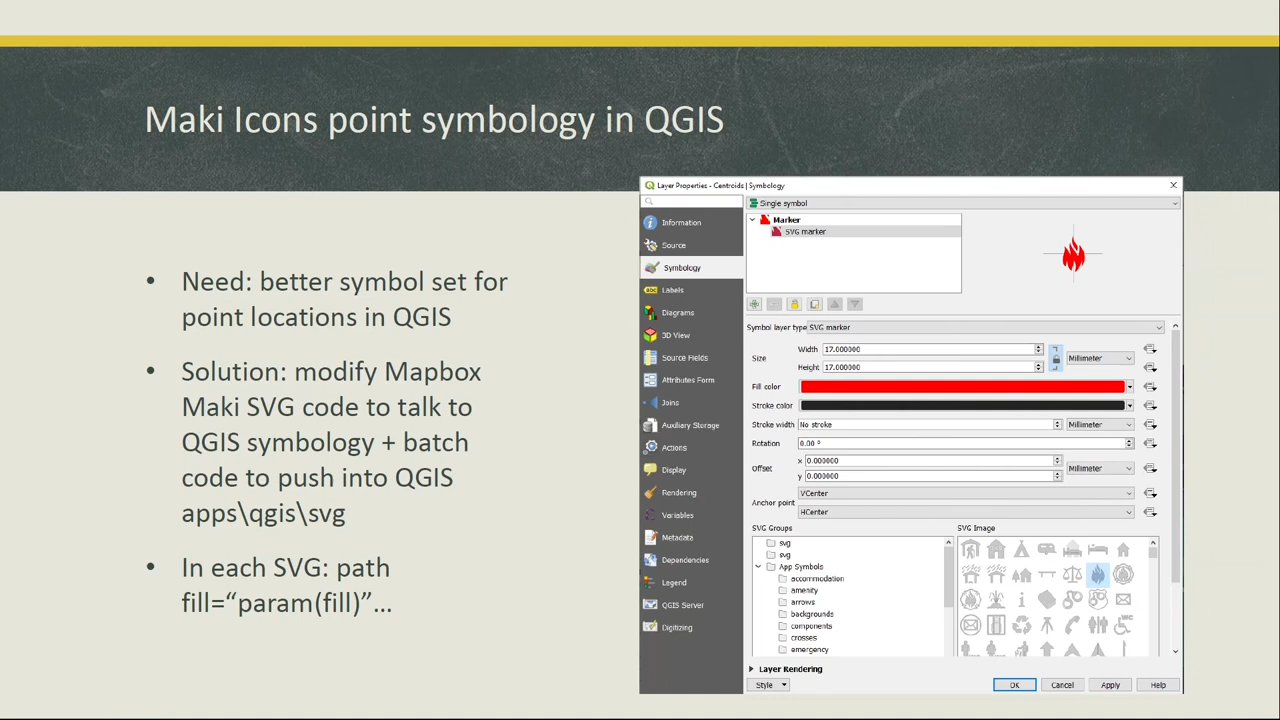 Maki Icons point symbology in QGIS
• Need: better symbol set for
point locations in QGIS
• Solution: modify Mapbox
Maki SVG code to talk to
QGIS symbology + batch
code to push into QGIS
apps\qgis\svg
• In each SVG: path
fill=“param(fill)”...
Layer Properties - Centroids | Symbology
Information
Source
Symbology
Labels
Diagrams
3D View
Source Fields
Attributes Form
Joins
Auxiliary Storage
Actions
Display
Rendering
Variables
Metadata
Dependencies
Legend
QGIS Server
Digitizing
Single symbol
Marker
SVG marker
Symbol layer type SVG marker
Size
Width 17.000000
Height 17.000000
Millimeter
Fill color
Stroke color
Stroke width No stroke Millimeter
Rotation 0.00 °
Offset
x 0.000000
y 0.000000
Millimeter
Anchor point
VCenter
HCenter
SVG Groups
svg
svg
App Symbols
accommodation
amenity
arrows
backgrounds
components
crosses
emergency
SVG Image
Layer Rendering
Style OK Cancel Apply Help